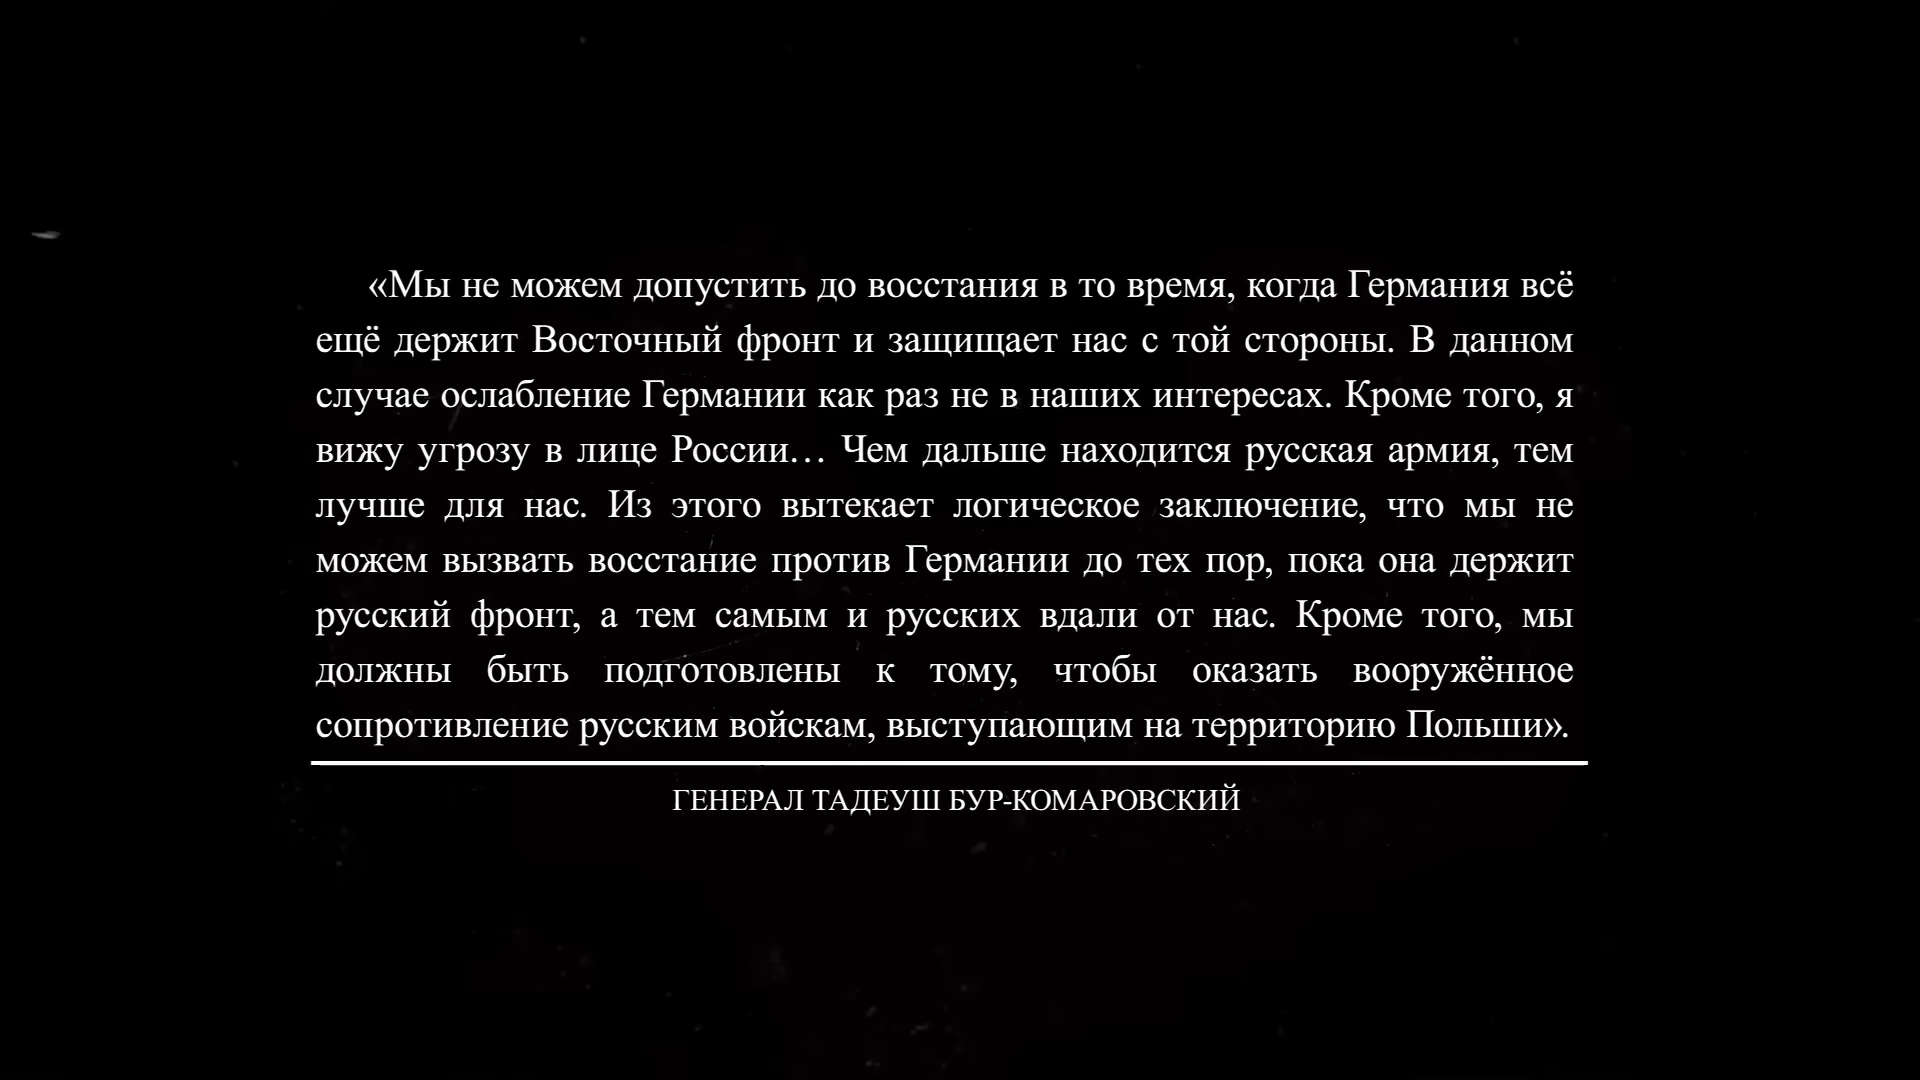 «Мы не можем допустить до восстания в то время, когда Германия всё
ещё держит Восточный фронт и защищает нас с той стороны. В данном
случае ослабление Германии как раз не в наших интересах. Кроме того, я
вижу угрозу в лице России… Чем дальше находится русская армия, тем
лучше для нас. Из этого вытекает логическое заключение, что мы не
можем вызвать восстание против Германии до тех пор, пока она держит
русский фронт, а тем самым и русских вдали от нас. Кроме того, мы
должны быть подготовлены к тому, чтобы оказать вооружённое
сопротивление русским войскам, выступающим на территорию Польши».
ГЕНЕРАЛ ТАДЕУШ БУР-КОМАРОВСКИЙ